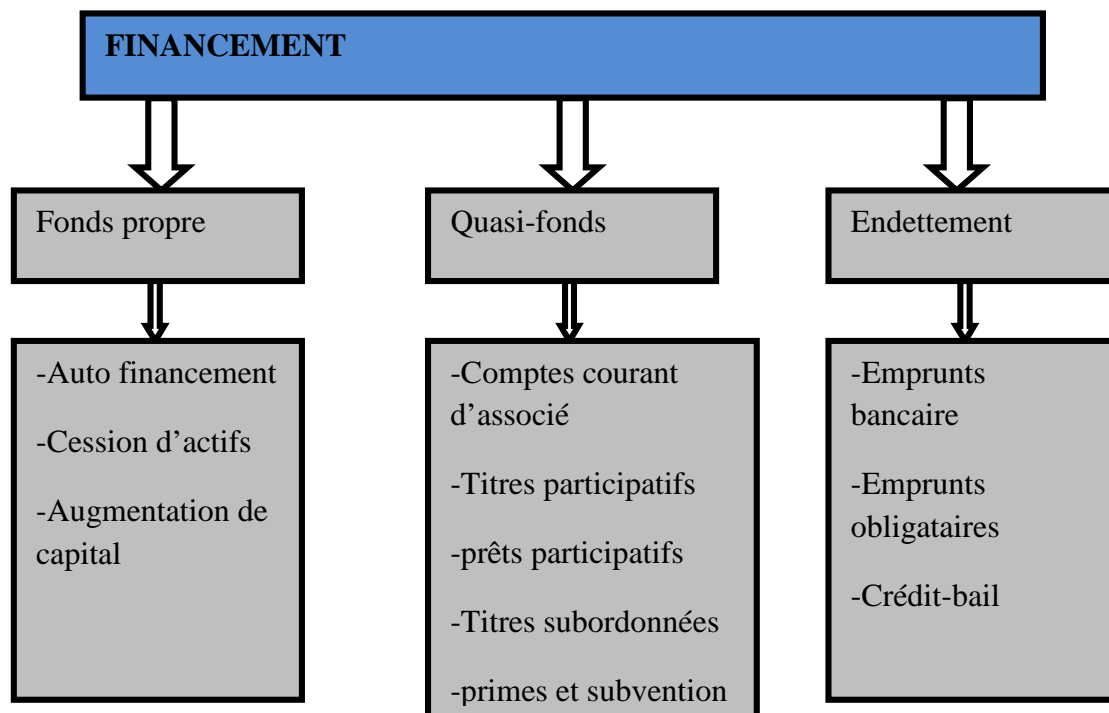 FINANCEMENT
Fonds propre
Quasi-fonds
Endettement
-Auto financement
-Cession d’actifs
-Augmentation de
capital
-Comptes courant
d’associé
-Titres participatifs
-prêts participatifs
-Titres subordonnées
-primes et subvention
-Emprunts
bancaire
-Emprunts
obligataires
-Crédit-bail